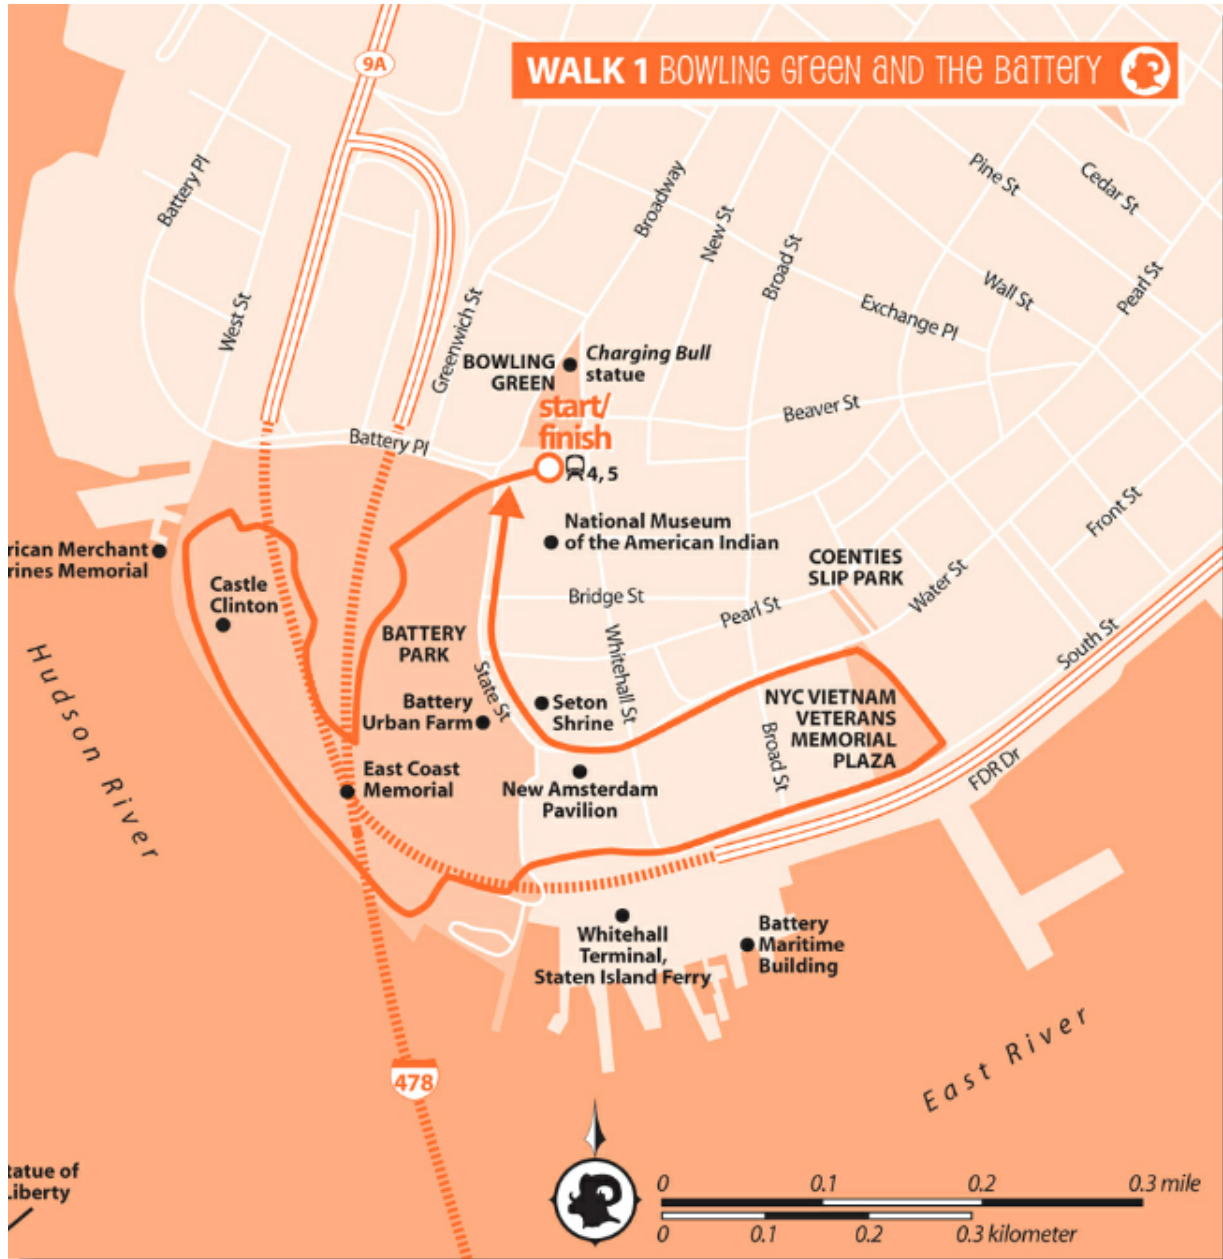 WALK 1 BOWLING GREEN AND THE BATTERY
9A
Battery Pl
West St
Greenwich St
Broadway
New St
Broad St
Pine St
Cedar St
Wall St
Pearl St
Exchange Pl
BOWLING
GREEN
Charging Bull
statue
start/
finish
Beaver St
Battery Pl
4, 5
National Museum
of the American Indian
Front St
COENTIES
SLIP PARK
Water St
rican Merchant
rines Memorial
Castle
Clinton
Bridge St
Pearl St
South St
BATTERY
PARK
Whitehall St
State St
Hudson River
Battery
Urban Farm
Seton
Shrine
NYC VIETNAM
VETERANS
MEMORIAL
PLAZA
Broad St
FDR Dr
East Coast
Memorial
New Amsterdam
Pavilion
Whitehall
Terminal,
Staten Island Ferry
Battery
Maritime
Building
East River
478
tatue of
Liberty
0 0.1 0.2 0.3 mile
0 0.1 0.2 0.3 kilometer